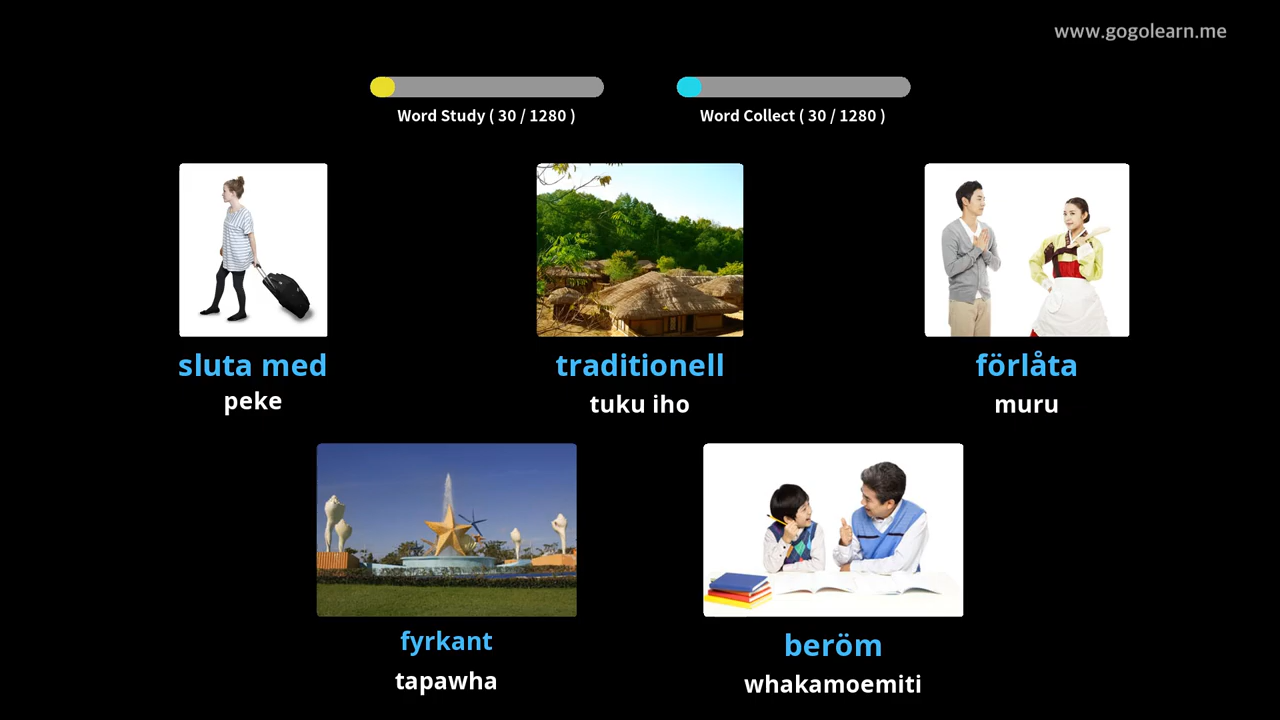 www.gogolearn.me
Word Study ( 30 / 1280 )
Word Collect ( 30 / 1280 )
sluta med
peke
traditionell
tuku iho
förlåta
muru
fyrkant
tapawha
beröm
whakamoemiti